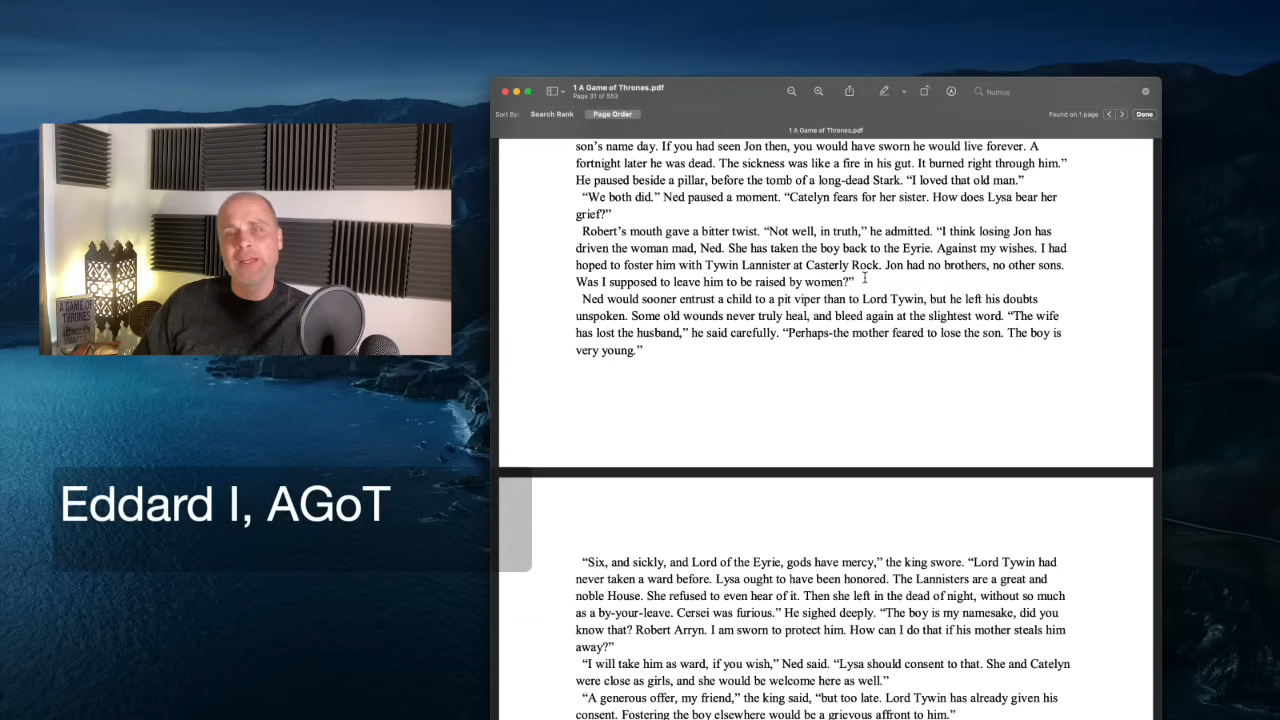 1 A Game of Thrones.pdf
Page 31 of 553
humus
Sort By:
Search Rank
Page Order
Found on 1 page
Done
1 A Game of Thrones.pdf
son’s name day. If you had seen Jon then, you would have sworn he would live forever. A
fortnight later he was dead. The sickness was like a fire in his gut. It burned right through him.”
He paused beside a pillar, before the tomb of a long-dead Stark. “I loved that old man.”
“We both did.” Ned paused a moment. “Catelyn fears for her sister. How does Lysa bear her
grief?”
Robert’s mouth gave a bitter twist. “Not well, in truth,” he admitted. “I think losing Jon has
driven the woman mad, Ned. She has taken the boy back to the Eyrie. Against my wishes. I had
hoped to foster him with Tywin Lannister at Casterly Rock. Jon had no brothers, no other sons.
Was I supposed to leave him to be raised by women?”
Ned would sooner entrust a child to a pit viper than to Lord Tywin, but he left his doubts
unspoken. Some old wounds never truly heal, and bleed again at the slightest word. “The wife
has lost the husband,” he said carefully. “Perhaps-the mother feared to lose the son. The boy is
very young.”
“Six, and sickly, and Lord of the Eyrie, gods have mercy,” the king swore. “Lord Tywin had
never taken a ward before. Lysa ought to have been honored. The Lannisters are a great and
noble House. She refused to even hear of it. Then she left in the dead of night, without so much
as a by-your-leave. Cersei was furious.” He sighed deeply. “The boy is my namesake, did you
know that? Robert Arryn. I am sworn to protect him. How can I do that if his mother steals him
away?”
“I will take him as ward, if you wish,” Ned said. “Lysa should consent to that. She and Catelyn
were close as girls, and she would be welcome here as well.”
“A generous offer, my friend,” the king said, “but too late. Lord Tywin has already given his
consent. Fostering the boy elsewhere would be a grievous affront to him.”
A GAME OF
THRONES
Eddard I, AGoT